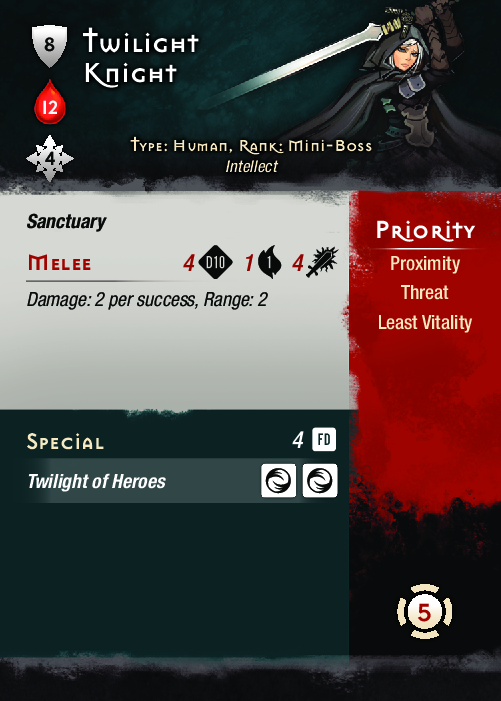 8
Twilight
Knight
12
4
Type: Human, Rank: Mini-Boss
Intellect
Sanctuary
Melee 4 D10 1 1 4
Damage: 2 per success, Range: 2
Priority
Proximity
Threat
Least Vitality
Special 4 FD
Twilight of Heroes
5